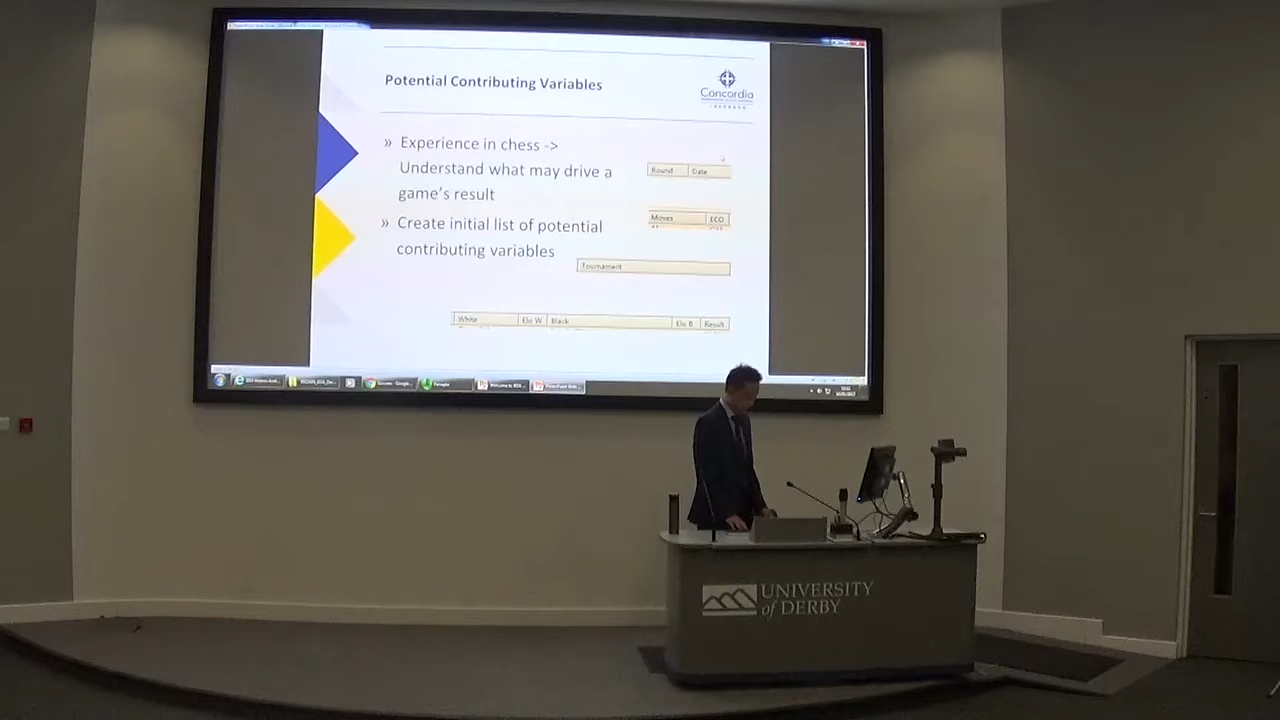 Potential Contributing Variables
Concordia
» Experience in chess ->
Understand what may drive a
game's result
» Create initial list of potential
contributing variables
Round Date
Moves ECO
Tournament
White Elo W Black Elo B Result
UNIVERSITY
of DERBY